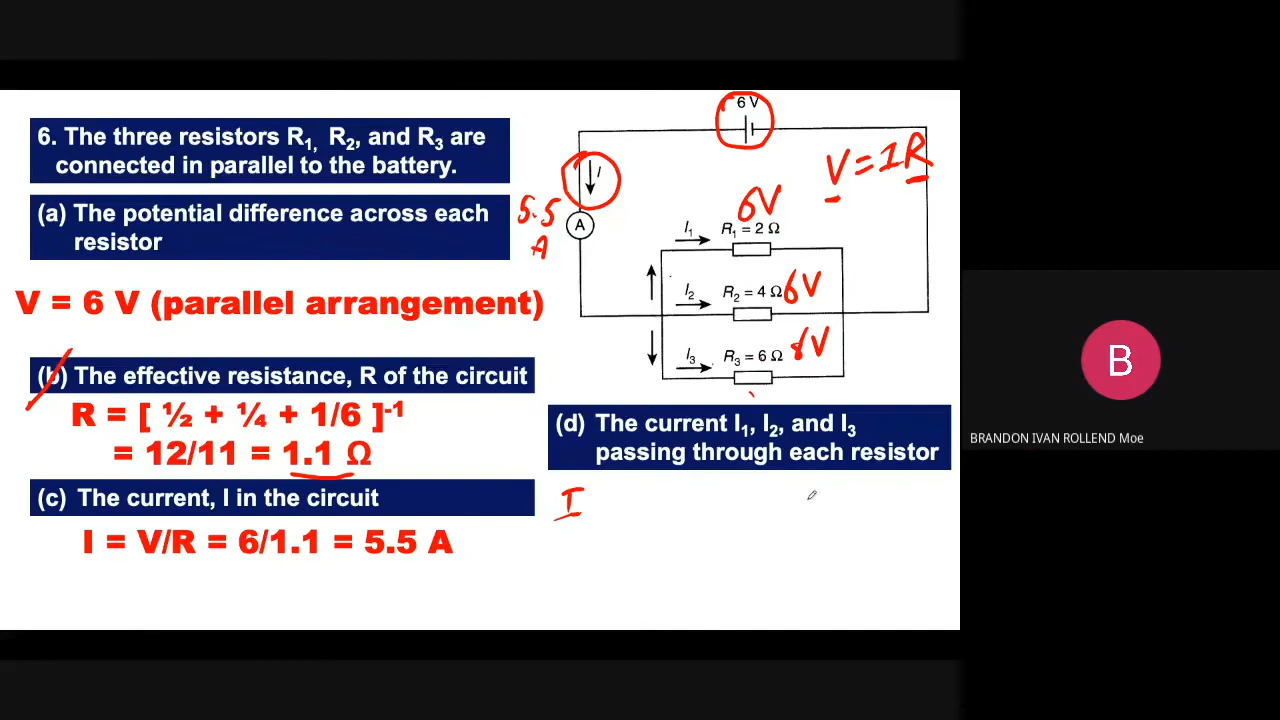 6. The three resistors R₁, R₂, and R₃ are
connected in parallel to the battery.
(a) The potential difference across each
resistor
V = 6 V (parallel arrangement)
(b) The effective resistance, R of the circuit
R = [ ½ + ¼ + 1/6 ]⁻¹
= 12/11 = 1.1 Ω
(c) The current, I in the circuit
I = V/R = 6/1.1 = 5.5 A
6 V
V = IR
I
5.5
A
A
6V
I₁
R₁ = 2 Ω
I₂
R₂ = 4 Ω
6V
I₃
R₃ = 6 Ω
6V
(d) The current I₁, I₂, and I₃
passing through each resistor
I
B
BRANDON IVAN ROLLEND Moe